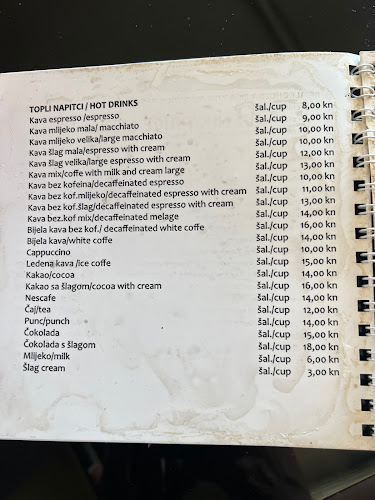 TOPLI NAPITCI / HOT DRINKS
Kava espresso /espresso šal./cup 8,00 kn
Kava mlijeko mala/ macchiato šal./cup 9,00 kn
Kava mlijeko velika/large macchiato šal./cup 10,00 kn
Kava šlag mala/espresso with cream šal./cup 10,00 kn
Kava šlag velika/large espresso with cream šal./cup 12,00 kn
Kava mix/coffe with milk and cream large šal./cup 13,00 kn
Kava bez kofeina/decaffeinated espresso šal./cup 10,00 kn
Kava bez kof.mlijeko/decaffeinated espresso with cream šal./cup 11,00 kn
Kava bez kof.šlag/decaffeinated espresso with cream šal./cup 13,00 kn
Kava bez.kof mix/decaffeinated melage šal./cup 14,00 kn
Bijela kava bez kof./ decaffeinated white coffe šal./cup 16,00 kn
Bijela kava/white coffe šal./cup 14,00 kn
Cappuccino šal./cup 10,00 kn
Ledena kava /ice coffe šal./cup 15,00 kn
Kakao/cocoa šal./cup 14,00 kn
Kakao sa šlagom/cocoa with cream šal./cup 16,00 kn
Nescafe šal./cup 14,00 kn
Čaj/tea šal./cup 12,00 kn
Punc/punch šal./cup 14,00 kn
Čokolada šal./cup 15,00 kn
Čokolada s šlagom šal./cup 18,00 kn
Mlijeko/milk šal./cup 6,00 kn
Šlag cream šal./cup 3,00 kn